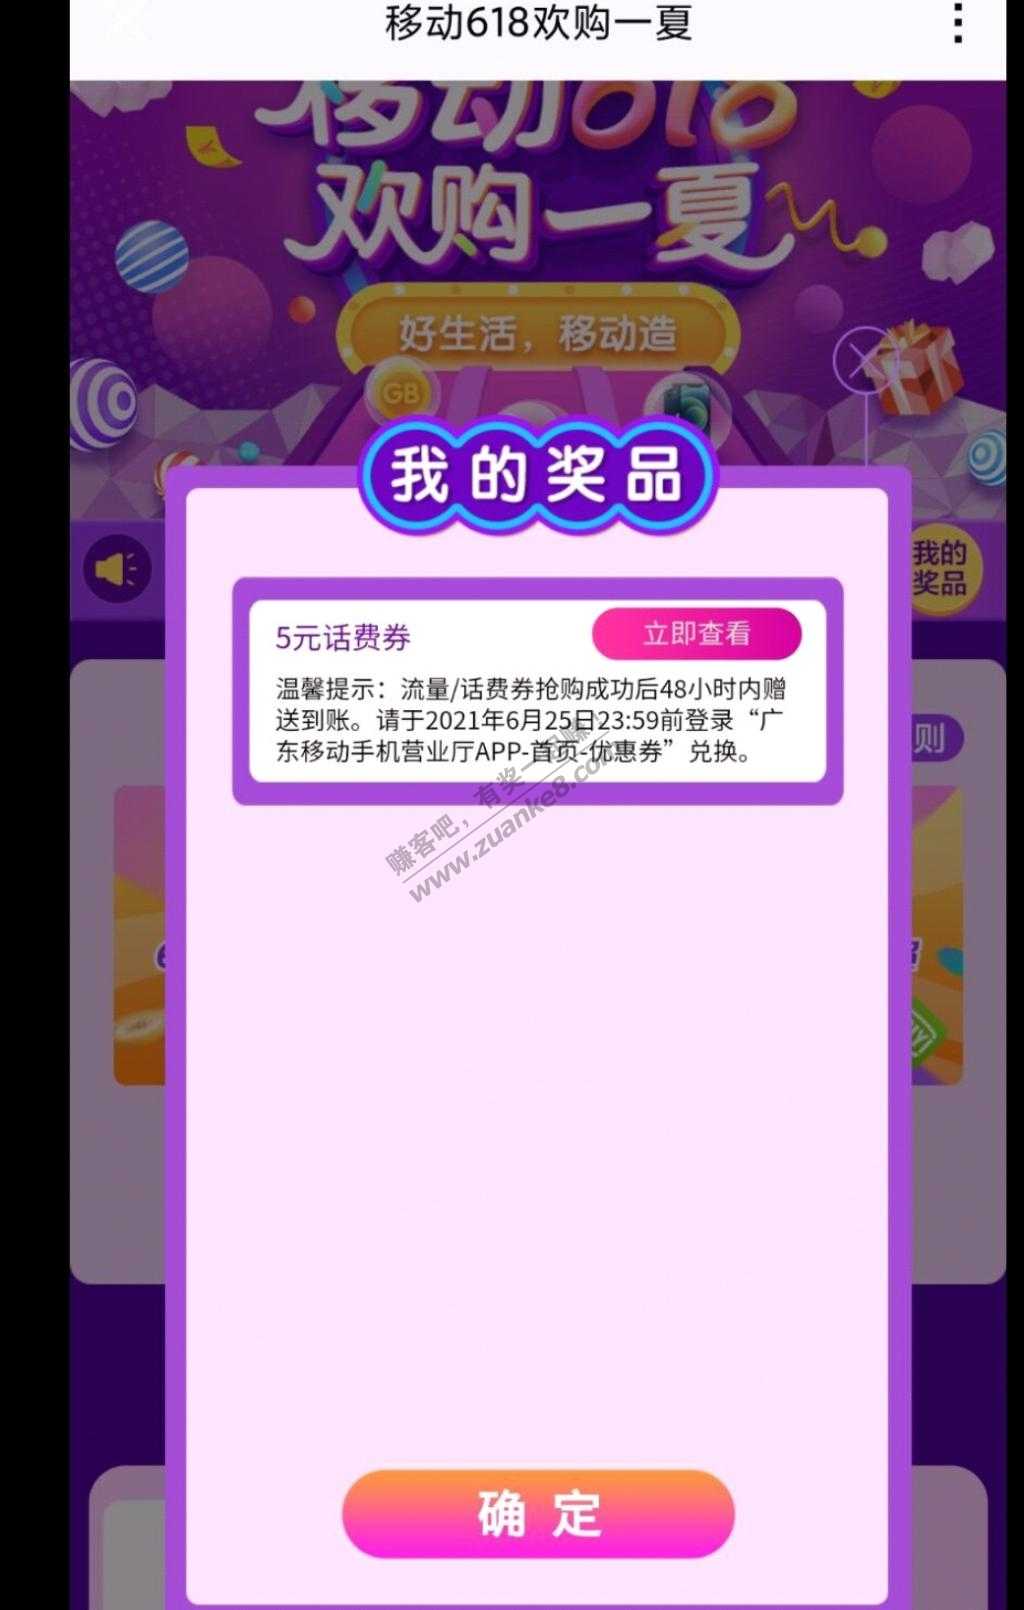 移动618欢购一夏
移动618
欢购一夏
好生活，移动造
GB
我的奖品
我的
奖品
5元话费券
立即查看
温馨提示：流量/话费券抢购成功后48小时内赠
送到账。请于2021年6月25日23:59前登录“广
东移动手机营业厅APP-首页-优惠券”兑换。
则
赚客吧，有奖一起赚！
www.zuanke8.com
确定